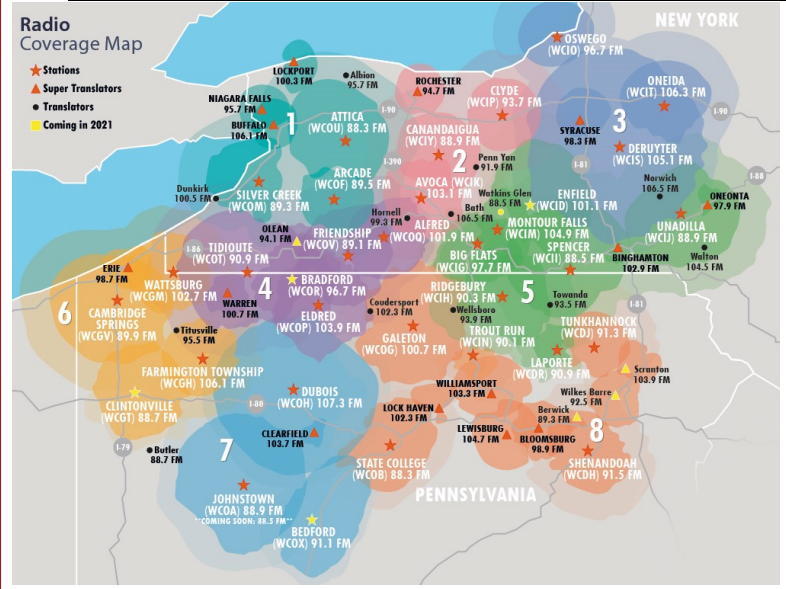 Radio
Coverage Map
Stations
Super Translators
Translators
Coming in 2021
NEW YORK
OSWEGO
(WCIO) 96.7 FM
LOCKPORT
100.3 FM
Albion
95.7 FM
ROCHESTER
94.7 FM
CLYDE
(WCIP) 93.7 FM
ONEIDA
(WCIT) 106.3 FM
NIAGARA FALLS
95.7 FM
BUFFALO
106.1 FM
1
ATTICA
(WCOU) 88.3 FM
I-90
I-90
3
SYRACUSE
98.3 FM
CANANDAIGUA
(WCIY) 88.9 FM
2
DERUYTER
(WCIS) 105.1 FM
I-390
Penn Yan
91.9 FM
I-81
I-88
ARCADE
(WCOF) 89.5 FM
AVOCA (WCIK)
103.1 FM
Watkins Glen
88.5 FM
ENFIELD
(WCID) 101.1 FM
Norwich
106.5 FM
ONEONTA
97.9 FM
Dunkirk
100.5 FM
SILVER CREEK
(WCOM) 89.3 FM
Hornell
99.3 FM
Bath
106.5 FM
MONTOUR FALLS
(WCIM) 104.9 FM
UNADILLA
(WCIJ) 88.9 FM
OLEAN
94.1 FM
FRIENDSHIP
(WCOV) 89.1 FM
ALFRED
(WCOQ) 101.9 FM
SPENCER
(WCII) 88.5 FM
Walton
104.5 FM
I-86
TIDIOUTE
(WCOT) 90.9 FM
BIG FLATS
(WCIG) 97.7 FM
BINGHAMTON
102.9 FM
ERIE
98.7 FM
WATTSBURG
(WCGM) 102.7 FM
4
BRADFORD
(WCOR) 96.7 FM
RIDGEBURY
(WCIH) 90.3 FM
5
Towanda
93.5 FM
I-81
6
WARREN
100.7 FM
ELDRED
(WCOP) 103.9 FM
Coudersport
102.3 FM
Wellsboro
93.9 FM
CAMBRIDGE
SPRINGS
(WCGV) 89.9 FM
Titusville
95.5 FM
GALETON
(WCOG) 100.7 FM
TROUT RUN
(WCIN) 90.1 FM
TUNKHANNOCK
(WCDJ) 91.3 FM
FARMINGTON TOWNSHIP
(WCGH) 106.1 FM
LAPORTE
(WCDR) 90.9 FM
Scranton
103.9 FM
CLINTONVILLE
(WCGT) 88.7 FM
DUBOIS
(WCOH) 107.3 FM
WILLIAMSPORT
103.3 FM
Wilkes Barre
92.5 FM
I-80
LOCK HAVEN
102.3 FM
Berwick
89.3 FM
CLEARFIELD
103.7 FM
LEWISBURG
104.7 FM
BLOOMSBURG
98.9 FM
8
I-79
Butler
88.7 FM
7
STATE COLLEGE
(WCOB) 88.3 FM
SHENANDOAH
(WCDH) 91.5 FM
JOHNSTOWN
(WCOA) 88.9 FM
**COMING SOON: 88.5 FM**
PENNSYLVANIA
BEDFORD
(WCOX) 91.1 FM